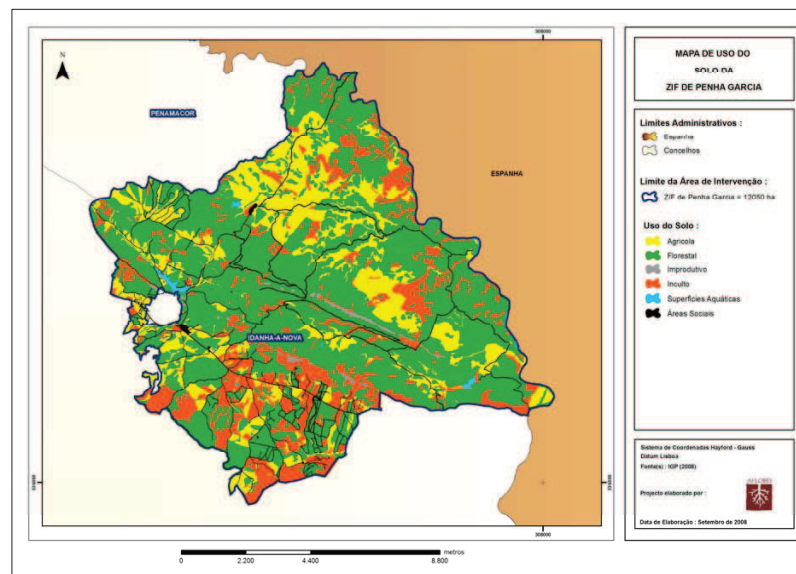 308000
N
PENAMACOR
ESPANHA
IDANHA-A-NOVA
308000
0 2.200 4.400 8.800
metros
MAPA DE USO DO
SOLO DA
ZIF DE PENHA GARCIA
Limites Administrativos :
Espanha
Concelhos
Limite da Área de Intervenção :
ZIF de Penha Garcia = 12050 ha
Uso do Solo :
Agrícola
Florestal
Improdutivo
Inculto
Superfícies Aquáticas
Áreas Sociais
Sistema de Coordenadas Hayford - Gauss
Datum Lisboa
Fonte(s) : IGP (2008)
Projecto elaborado por :
Data de Elaboração : Setembro de 2008